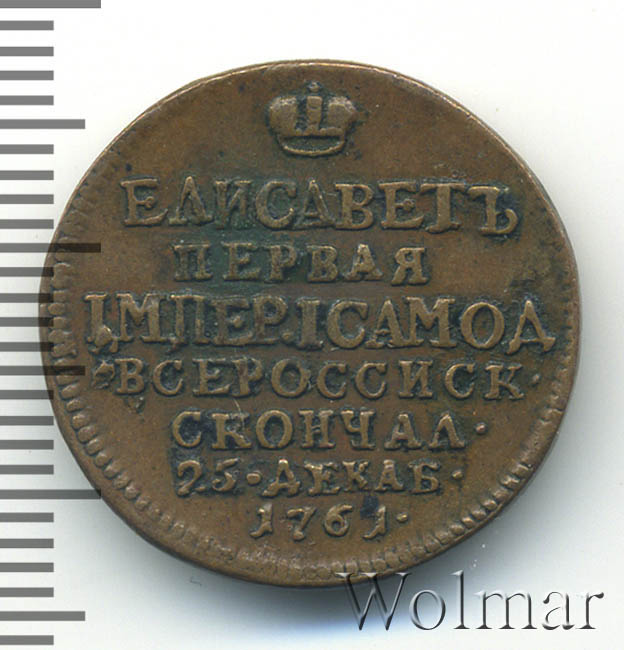 ЕЛИСАВЕТЪ
ПЕРВАЯ
IМПЕР.IСАМОД
·ВСЕРОССИСК·
СКОНЧАЛ·
25·ДЕКАБ·
1761·
Wolmar